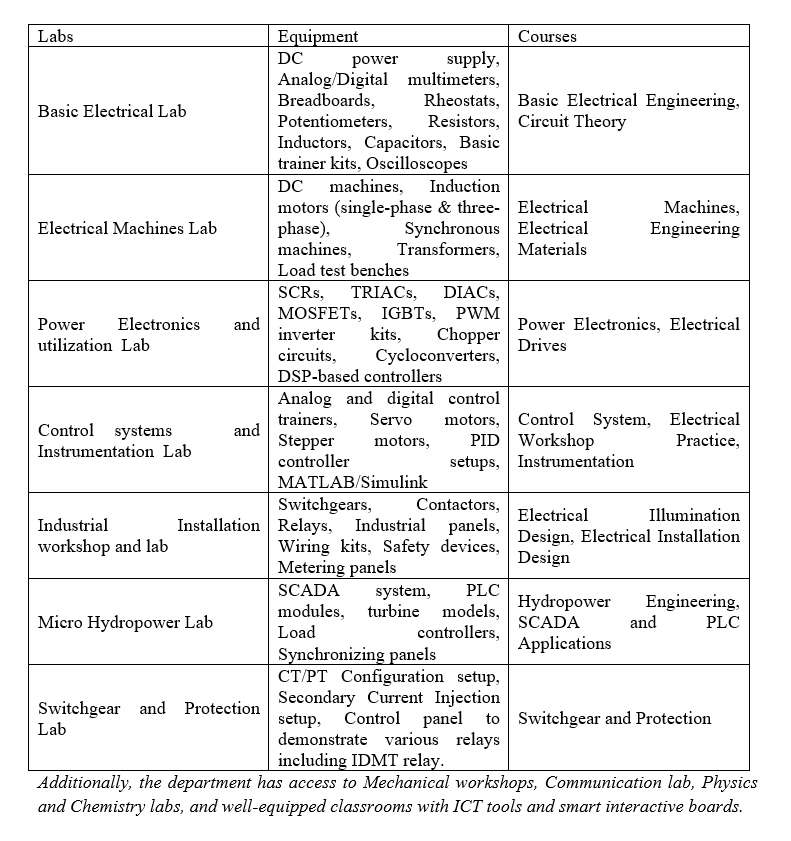 Labs
Equipment
Courses
Basic Electrical Lab
DC power supply,
Analog/Digital multimeters,
Breadboards, Rheostats,
Potentiometers, Resistors,
Inductors, Capacitors, Basic
trainer kits, Oscilloscopes
Basic Electrical Engineering,
Circuit Theory
Electrical Machines Lab
DC machines, Induction
motors (single-phase & three-
phase), Synchronous
machines, Transformers,
Load test benches
Electrical Machines,
Electrical Engineering
Materials
Power Electronics and
utilization Lab
SCRs, TRIACs, DIACs,
MOSFETs, IGBTs, PWM
inverter kits, Chopper
circuits, Cycloconverters,
DSP-based controllers
Power Electronics, Electrical
Drives
Control systems and
Instrumentation Lab
Analog and digital control
trainers, Servo motors,
Stepper motors, PID
controller setups,
MATLAB/Simulink
Control System, Electrical
Workshop Practice,
Instrumentation
Industrial Installation
workshop and lab
Switchgears, Contactors,
Relays, Industrial panels,
Wiring kits, Safety devices,
Metering panels
Electrical Illumination
Design, Electrical Installation
Design
Micro Hydropower Lab
SCADA system, PLC
modules, turbine models,
Load controllers,
Synchronizing panels
Hydropower Engineering,
SCADA and PLC
Applications
Switchgear and Protection
Lab
CT/PT Configuration setup,
Secondary Current Injection
setup, Control panel to
demonstrate various relays
including IDMT relay.
Switchgear and Protection
Additionally, the department has access to Mechanical workshops, Communication lab, Physics
and Chemistry labs, and well-equipped classrooms with ICT tools and smart interactive boards.